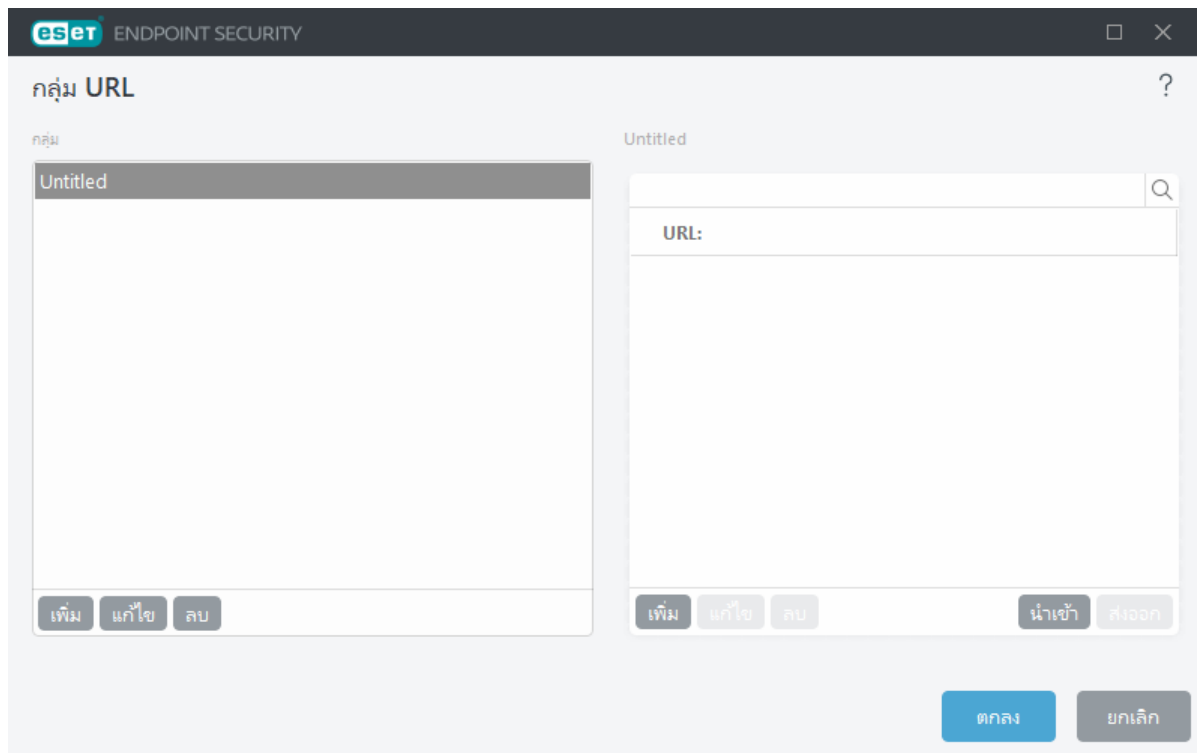 eset ENDPOINT SECURITY
กลุ่ม URL
?
กลุ่ม
Untitled
Untitled
URL:
เพิ่ม แก้ไข ลบ
เพิ่ม แก้ไข ลบ นำเข้า ส่งออก
ตกลง ยกเลิก